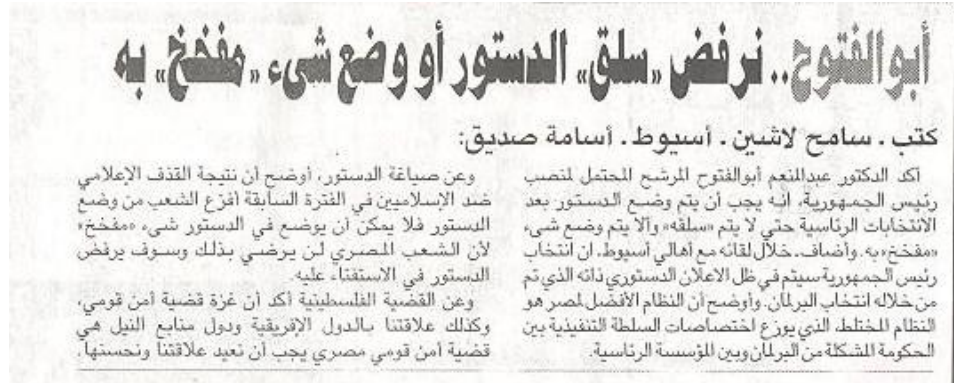 أبو الفتوح.. نرفض «سلق» الدستور أو وضع شىء «مفخخ» به
كتب ـ سامح لاشين ـ أسيوط ـ أسامة صديق:
أكد الدكتور عبدالمنعم أبوالفتوح المرشح المحتمل لمنصب
رئيس الجمهورية، انه يجب أن يتم وضع الدستور بعد
الانتخابات الرئاسية حتي لا يتم «سلقه» وألا يتم وضع شىء
«مفخخ» به. وأضاف ـ خلال لقائه مع أهالي أسيوط ـ ان انتخاب
رئيس الجمهورية سيتم في ظل الاعلان الدستوري ذاته الذي تم
من خلاله انتخاب البرلمان. وأوضح أن النظام الأفضل لمصر هو
النظام المختلط، الذي يوزع اختصاصات السلطة التنفيذية بين
الحكومة المشكلة من البرلمان وبين المؤسسة الرئاسية.
وعن صياغة الدستور، أوضح أن نتيجة القذف الإعلامي
ضد الإسلاميين في الفترة السابقة أفزع الشعب من وضع
الدستور فلا يمكن أن يوضع في الدستور شىء «مفخخ»
لأن الشعب المصري لن يرضي بذلك وسوف يرفض
الدستور في الاستفتاء عليه.
وعن القضية الفلسطينية أكد أن غزة قضية أمن قومي،
وكذلك علاقتنا بالدول الإفريقية ودول منابع النيل هي
قضية أمن قومي مصري يجب أن نعيد علاقتنا ونحسنها.